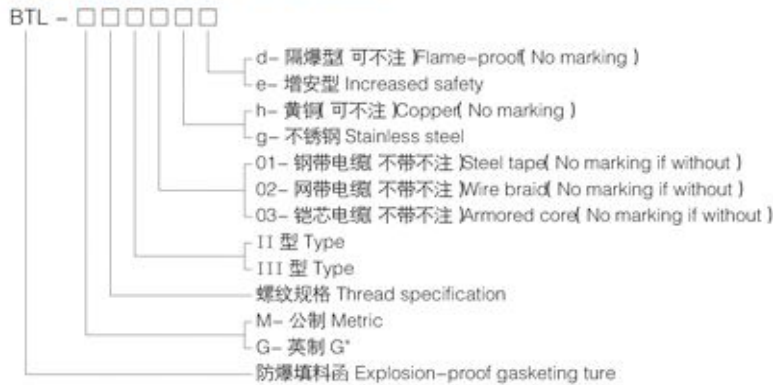 BTL - □□□□□□
d- 隔爆型( 可不注 )Flame-proof( No marking )
e- 增安型 Increased safety
h- 黄铜( 可不注 )Copper( No marking )
g- 不锈钢 Stainless steel
01- 钢带电缆( 不带不注 )Steel tape( No marking if without )
02- 网带电缆( 不带不注 )Wire braid( No marking if without )
03- 铠芯电缆( 不带不注 )Armored core( No marking if without )
II 型 Type
III 型 Type
螺纹规格 Thread specification
M- 公制 Metric
G- 英制 G"
防爆填料函 Explosion-proof gasketing ture